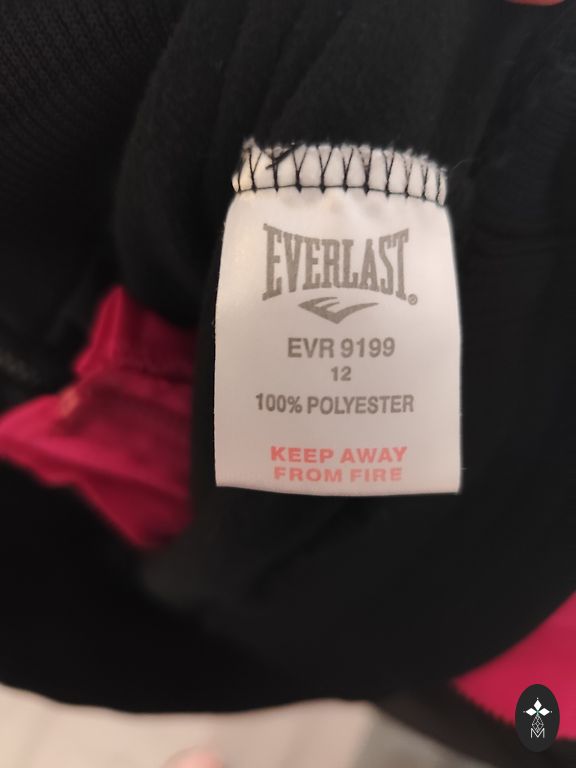 EVERLAST®
EVR 9199
12
100% POLYESTER
KEEP AWAY
FROM FIRE
M